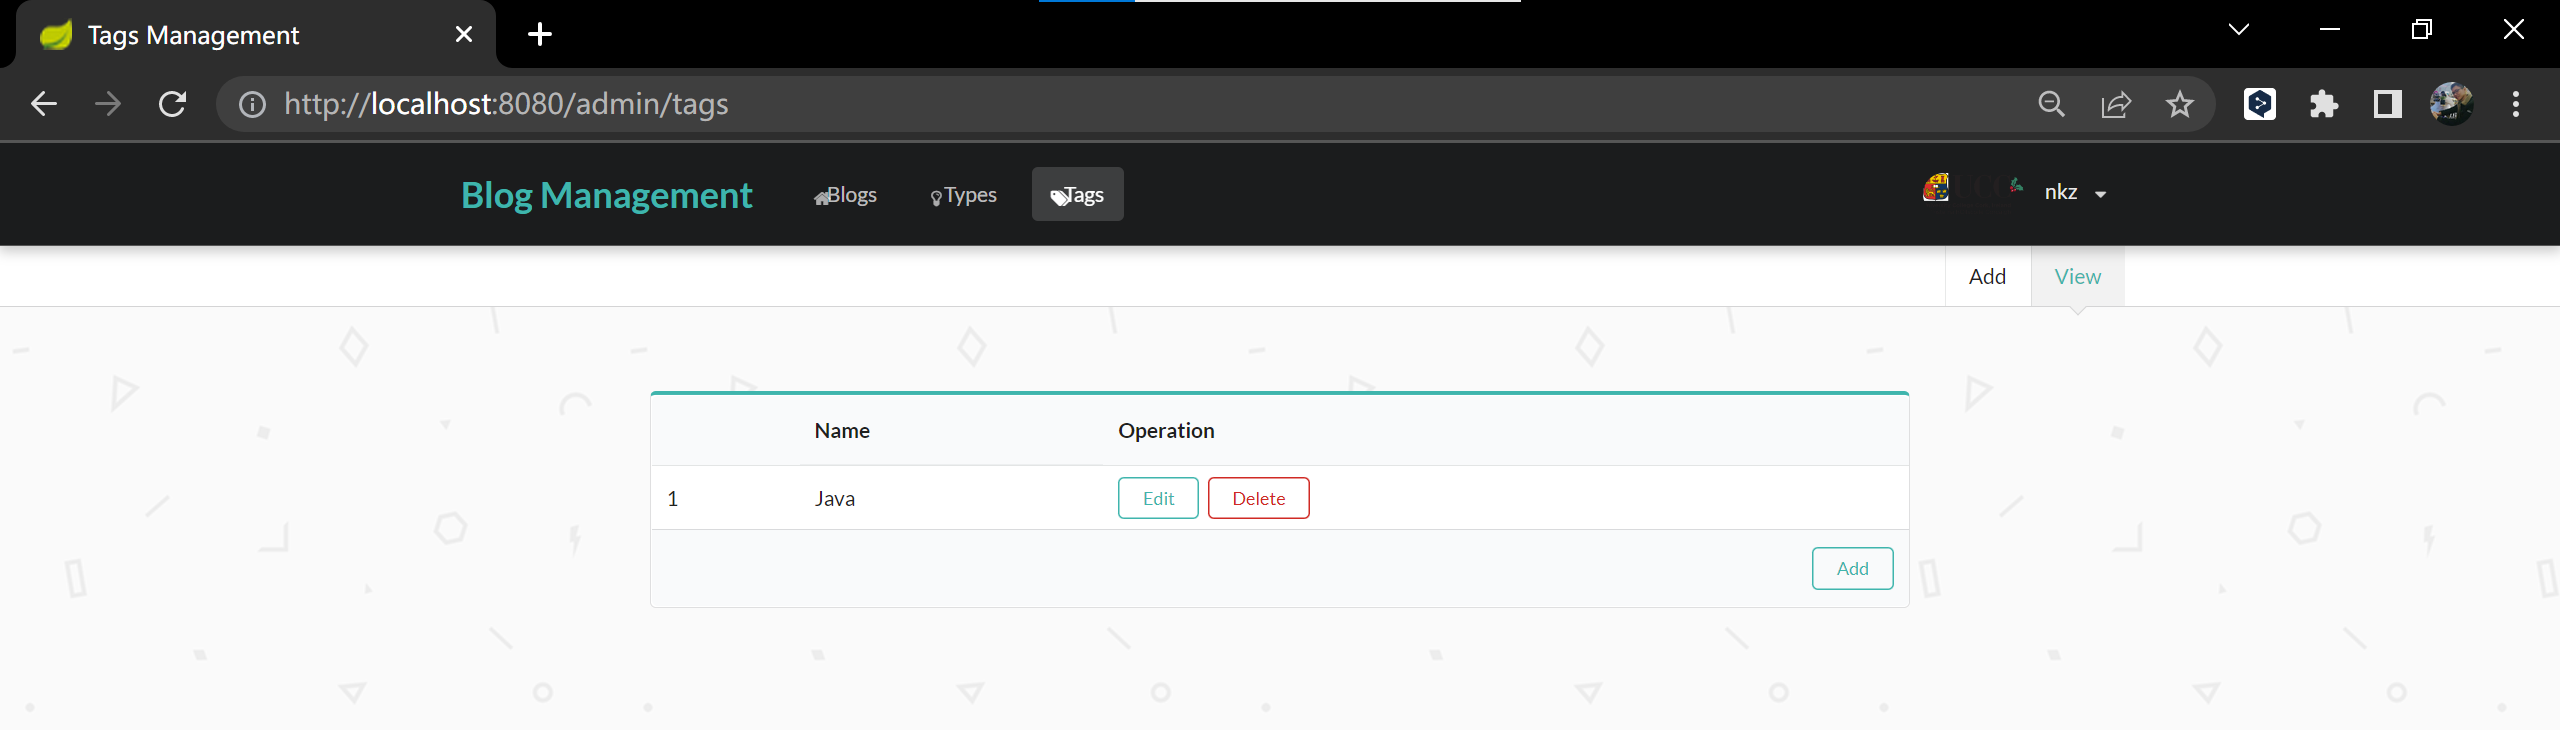 Tags Management
http://localhost:8080/admin/tags
Blog Management Blogs Types Tags nkz
Add View
Name Operation
1 Java Edit Delete
Add